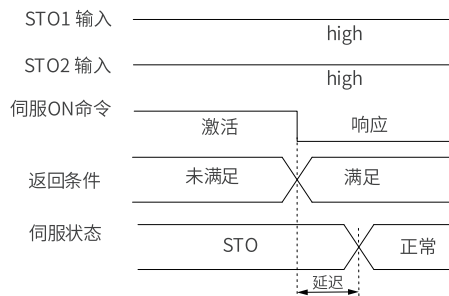 STO1 输入
high
STO2 输入
high
伺服ON命令
激活
响应
返回条件
未满足
满足
伺服状态
STO
正常
延迟